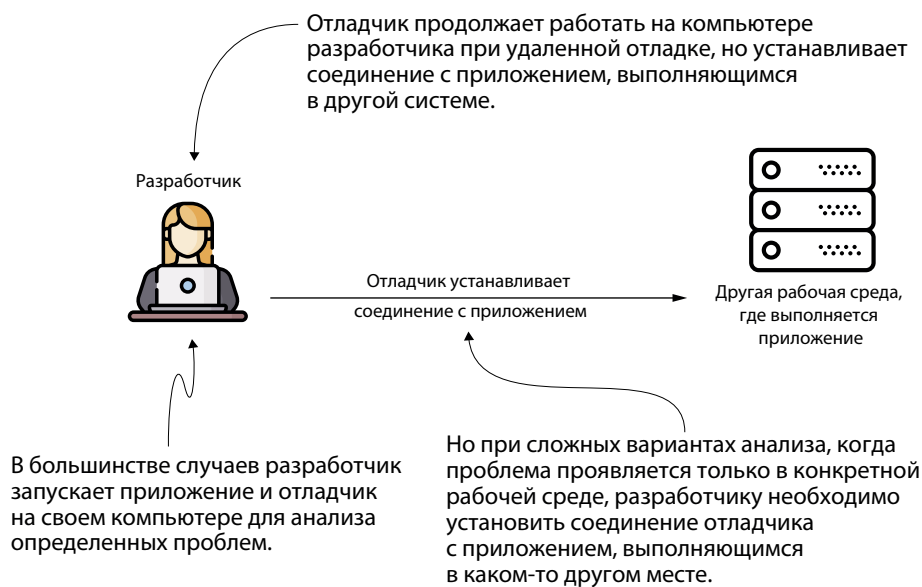 Отладчик продолжает работать на компьютере
разработчика при удаленной отладке, но устанавливает
соединение с приложением, выполняющимся
в другой системе.
Разработчик
Отладчик устанавливает
соединение с приложением
Другая рабочая среда,
где выполняется
приложение
В большинстве случаев разработчик
запускает приложение и отладчик
на своем компьютере для анализа
определенных проблем.
Но при сложных вариантах анализа, когда
проблема проявляется только в конкретной
рабочей среде, разработчику необходимо
установить соединение отладчика
с приложением, выполняющимся
в каком-то другом месте.